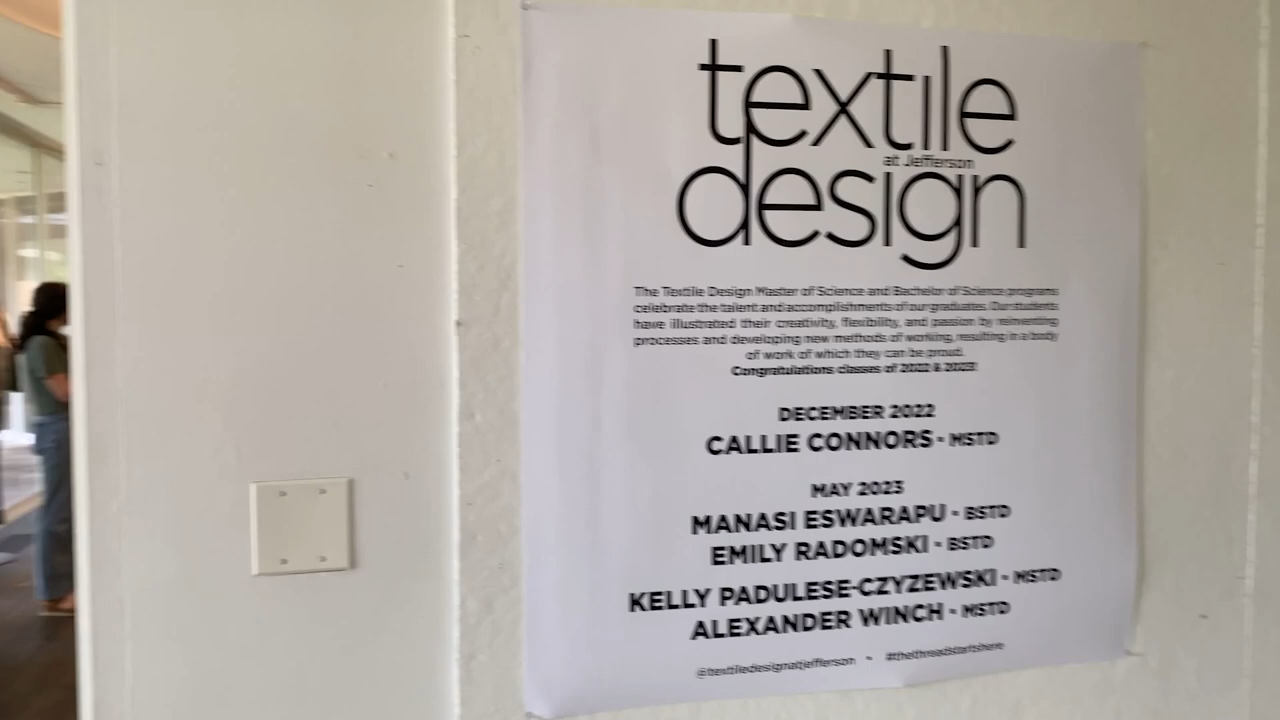 textile
at Jefferson
design
The Textile Design Master of Science and Bachelor of Science programs
celebrate the talent and accomplishments of our graduates. Our students
have illustrated their creativity, flexibility, and passion by reinventing
processes and developing new methods of working, resulting in a body
of work of which they can be proud.
Congratulations classes of 2022 & 2023!
DECEMBER 2022
CALLIE CONNORS - MSTD
MAY 2023
MANASI ESWARAPU - BSTD
EMILY RADOMSKI - BSTD
KELLY PADULESE-CZYZEWSKI - MSTD
ALEXANDER WINCH - MSTD
@textiledesignatjefferson - #thethreadstartshere